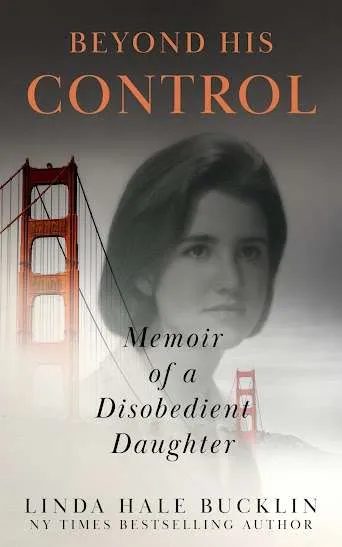 BEYOND HIS
CONTROL
Memoir
of a
Disobedient
Daughter
LINDA HALE BUCKLIN
NY TIMES BESTSELLING AUTHOR